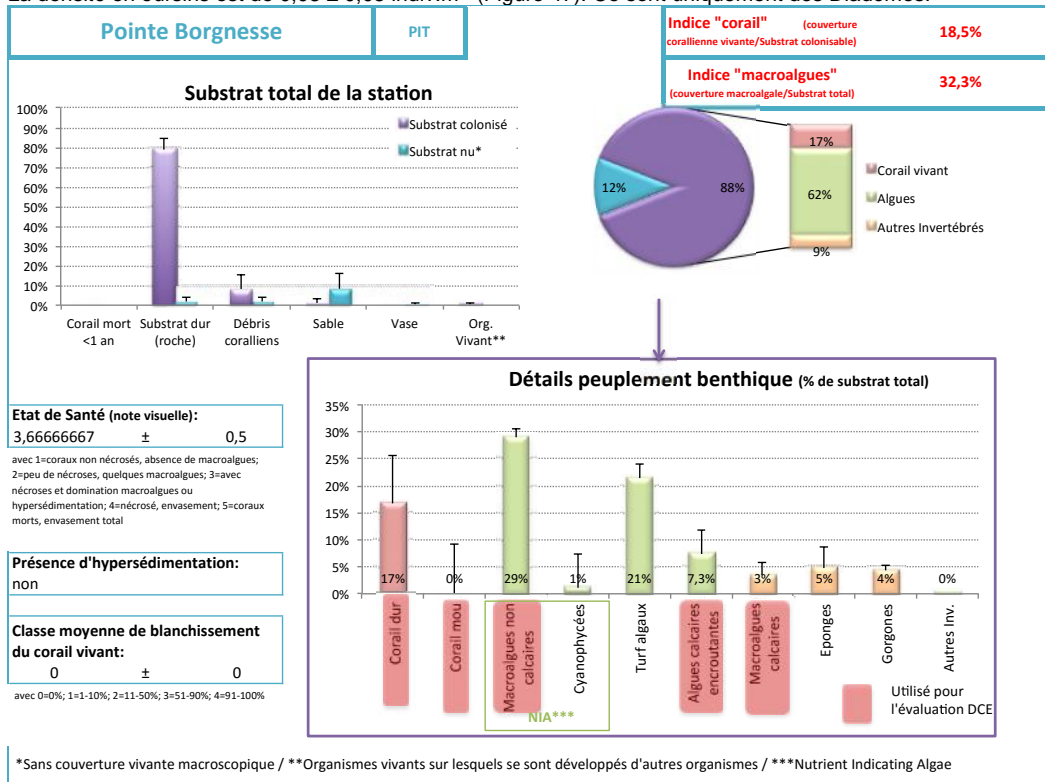 Pointe Borgnesse
PIT
Indice "corail" (couverture
corallienne vivante/Substrat colonisable)
18,5%
Indice "macroalgues"
(couverture macroalgale/Substrat total)
32,3%
Substrat total de la station
100%
90%
80%
70%
60%
50%
40%
30%
20%
10%
0%
Substrat colonisé
Substrat nu*
Corail mort
<1 an
Substrat dur
(roche)
Débris
coralliens
Sable
Vase
Org.
Vivant**
12%
88%
17%
62%
9%
Corail vivant
Algues
Autres Invertébrés
Etat de Santé (note visuelle):
3,66666667 ± 0,5
avec 1=coraux non nécrosés, absence de macroalgues;
2=peu de nécroses, quelques macroalgues; 3=avec
nécroses et domination macroalgues ou
hypersédimentation; 4=nécrosé, envasement; 5=coraux
morts, envasement total
Présence d'hypersédimentation:
non
Classe moyenne de blanchissement
du corail vivant:
0 ± 0
avec 0=0%; 1=1-10%; 2=11-50%; 3=51-90%; 4=91-100%
Détails peuplement benthique (% de substrat total)
35%
30%
25%
20%
15%
10%
5%
0%
17%
0%
29%
1%
21%
7,3%
3%
5%
4%
0%
Corail dur
Corail mou
Macroalgues non
calcaires
Cyanophycées
Turf algaux
Algues calcaires
encroutantes
Macroalgues
calcaires
Eponges
Gorgones
Autres Inv.
NIA***
Utilisé pour
l'évaluation DCE
*Sans couverture vivante macroscopique / **Organismes vivants sur lesquels se sont développés d'autres organismes / ***Nutrient Indicating Algae